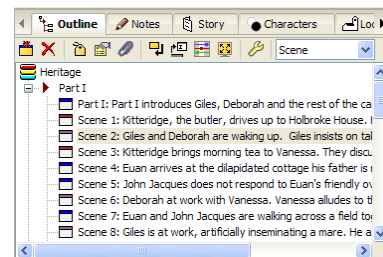 Outline Notes Story Characters Loc
Scene
Heritage
Part I
Part I: Part I introduces Giles, Deborah and the rest of the ca
Scene 1: Kitteridge, the butler, drives up to Holbroke House.
Scene 2: Giles and Deborah are waking up. Giles insists on tal
Scene 3: Kitteridge brings morning tea to Vanessa. They discu
Scene 4: Euan arrives at the dilapidated cottage his father is
Scene 5: John Jacques does not respond to Euan's friendly ov
Scene 6: Deborah at work with Vanessa. Vanessa alludes to th
Scene 7: Euan and John Jacques are walking across a field tog
Scene 8: Giles is at work, artificially inseminating a mare. He a